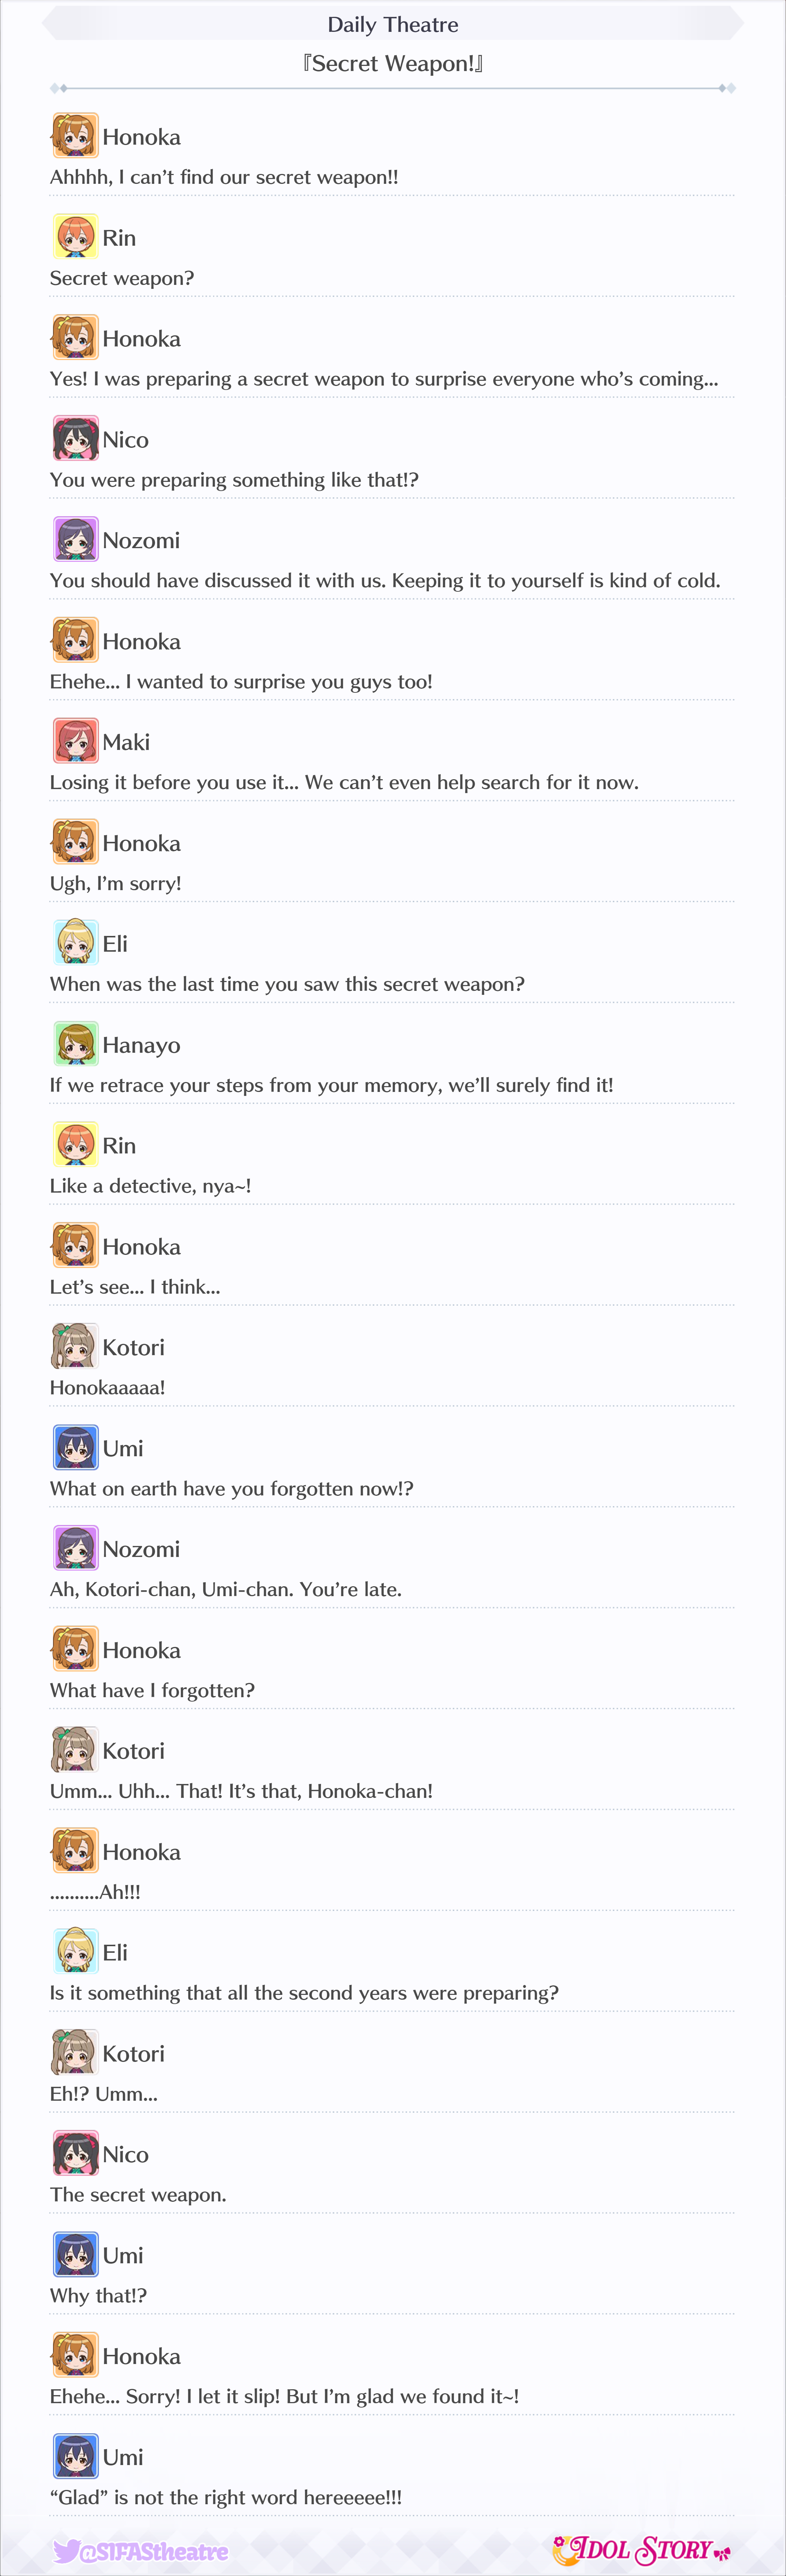 Daily Theatre
『Secret Weapon!』
Honoka
Ahhhh, I can’t find our secret weapon!!
Rin
Secret weapon?
Honoka
Yes! I was preparing a secret weapon to surprise everyone who’s coming...
Nico
You were preparing something like that!?
Nozomi
You should have discussed it with us. Keeping it to yourself is kind of cold.
Honoka
Ehehe... I wanted to surprise you guys too!
Maki
Losing it before you use it... We can’t even help search for it now.
Honoka
Ugh, I’m sorry!
Eli
When was the last time you saw this secret weapon?
Hanayo
If we retrace your steps from your memory, we’ll surely find it!
Rin
Like a detective, nya~!
Honoka
Let’s see... I think...
Kotori
Honokaaaaa!
Umi
What on earth have you forgotten now!?
Nozomi
Ah, Kotori-chan, Umi-chan. You’re late.
Honoka
What have I forgotten?
Kotori
Umm... Uhh... That! It’s that, Honoka-chan!
Honoka
..........Ah!!!
Eli
Is it something that all the second years were preparing?
Kotori
Eh!? Umm...
Nico
The secret weapon.
Umi
Why that!?
Honoka
Ehehe... Sorry! I let it slip! But I’m glad we found it~!
Umi
“Glad” is not the right word hereeeee!!!
@SIFAStheatre
IDOL STORY